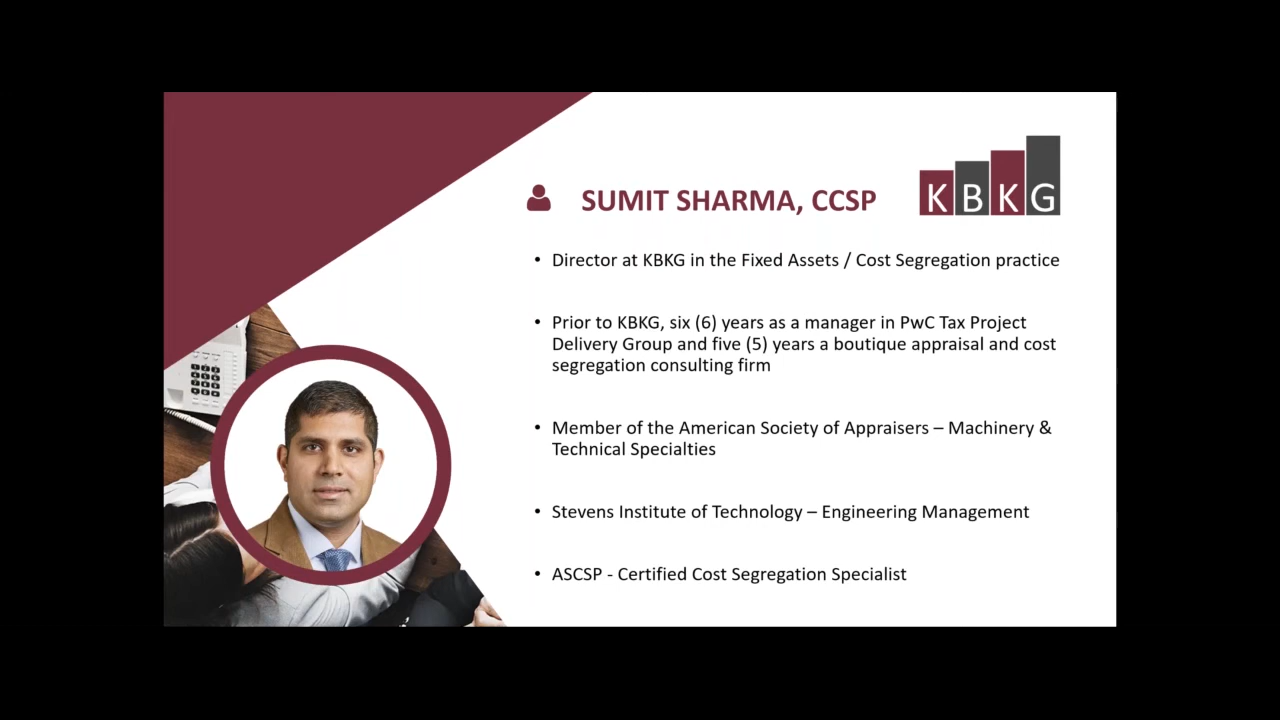 SUMIT SHARMA, CCSP
KBKG
• Director at KBKG in the Fixed Assets / Cost Segregation practice
• Prior to KBKG, six (6) years as a manager in PwC Tax Project
Delivery Group and five (5) years a boutique appraisal and cost
segregation consulting firm
• Member of the American Society of Appraisers – Machinery &
Technical Specialties
• Stevens Institute of Technology – Engineering Management
• ASCSP - Certified Cost Segregation Specialist